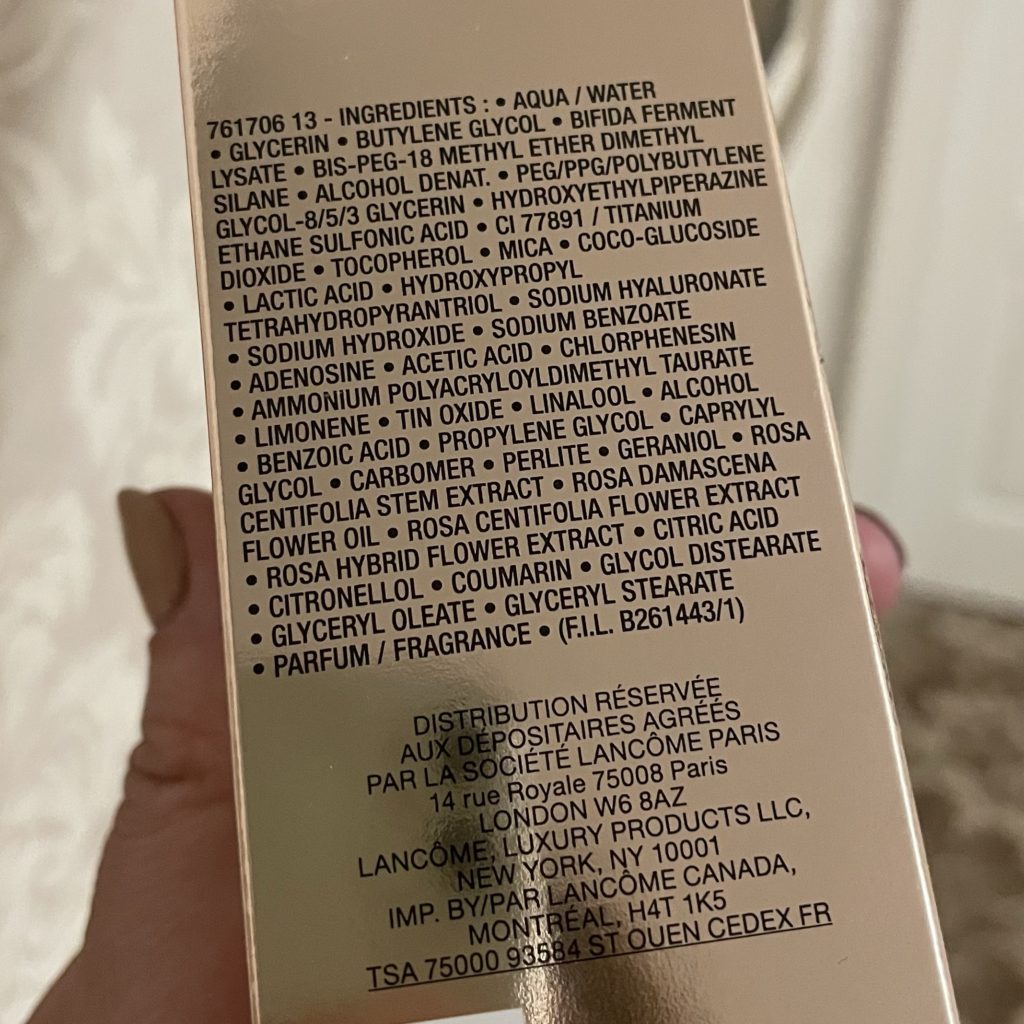 761706 13 - INGREDIENTS : • AQUA / WATER
• GLYCERIN • BUTYLENE GLYCOL • BIFIDA FERMENT
LYSATE • BIS-PEG-18 METHYL ETHER DIMETHYL
SILANE • ALCOHOL DENAT. • PEG/PPG/POLYBUTYLENE
GLYCOL-8/5/3 GLYCERIN • HYDROXYETHYLPIPERAZINE
ETHANE SULFONIC ACID • CI 77891 / TITANIUM
DIOXIDE • TOCOPHEROL • MICA • COCO-GLUCOSIDE
• LACTIC ACID • HYDROXYPROPYL
TETRAHYDROPYRANTRIOL • SODIUM HYALURONATE
• SODIUM HYDROXIDE • SODIUM BENZOATE
• ADENOSINE • ACETIC ACID • CHLORPHENESIN
• AMMONIUM POLYACRYLOYLDIMETHYL TAURATE
• LIMONENE • TIN OXIDE • LINALOOL • ALCOHOL
• BENZOIC ACID • PROPYLENE GLYCOL • CAPRYLYL
GLYCOL • CARBOMER • PERLITE • GERANIOL • ROSA
CENTIFOLIA STEM EXTRACT • ROSA DAMASCENA
FLOWER OIL • ROSA CENTIFOLIA FLOWER EXTRACT
• ROSA HYBRID FLOWER EXTRACT • CITRIC ACID
• CITRONELLOL • COUMARIN • GLYCOL DISTEARATE
• GLYCERYL OLEATE • GLYCERYL STEARATE
• PARFUM / FRAGRANCE • (F.I.L. B261443/1)
DISTRIBUTION RÉSERVÉE
AUX DÉPOSITAIRES AGRÉÉS
PAR LA SOCIÉTÉ LANCÔME PARIS
14 rue Royale 75008 Paris
LONDON W6 8AZ
LANCÔME, LUXURY PRODUCTS LLC,
NEW YORK, NY 10001
IMP. BY/PAR LANCÔME CANADA,
MONTRÉAL, H4T 1K5
TSA 75000 93584 ST OUEN CEDEX FR